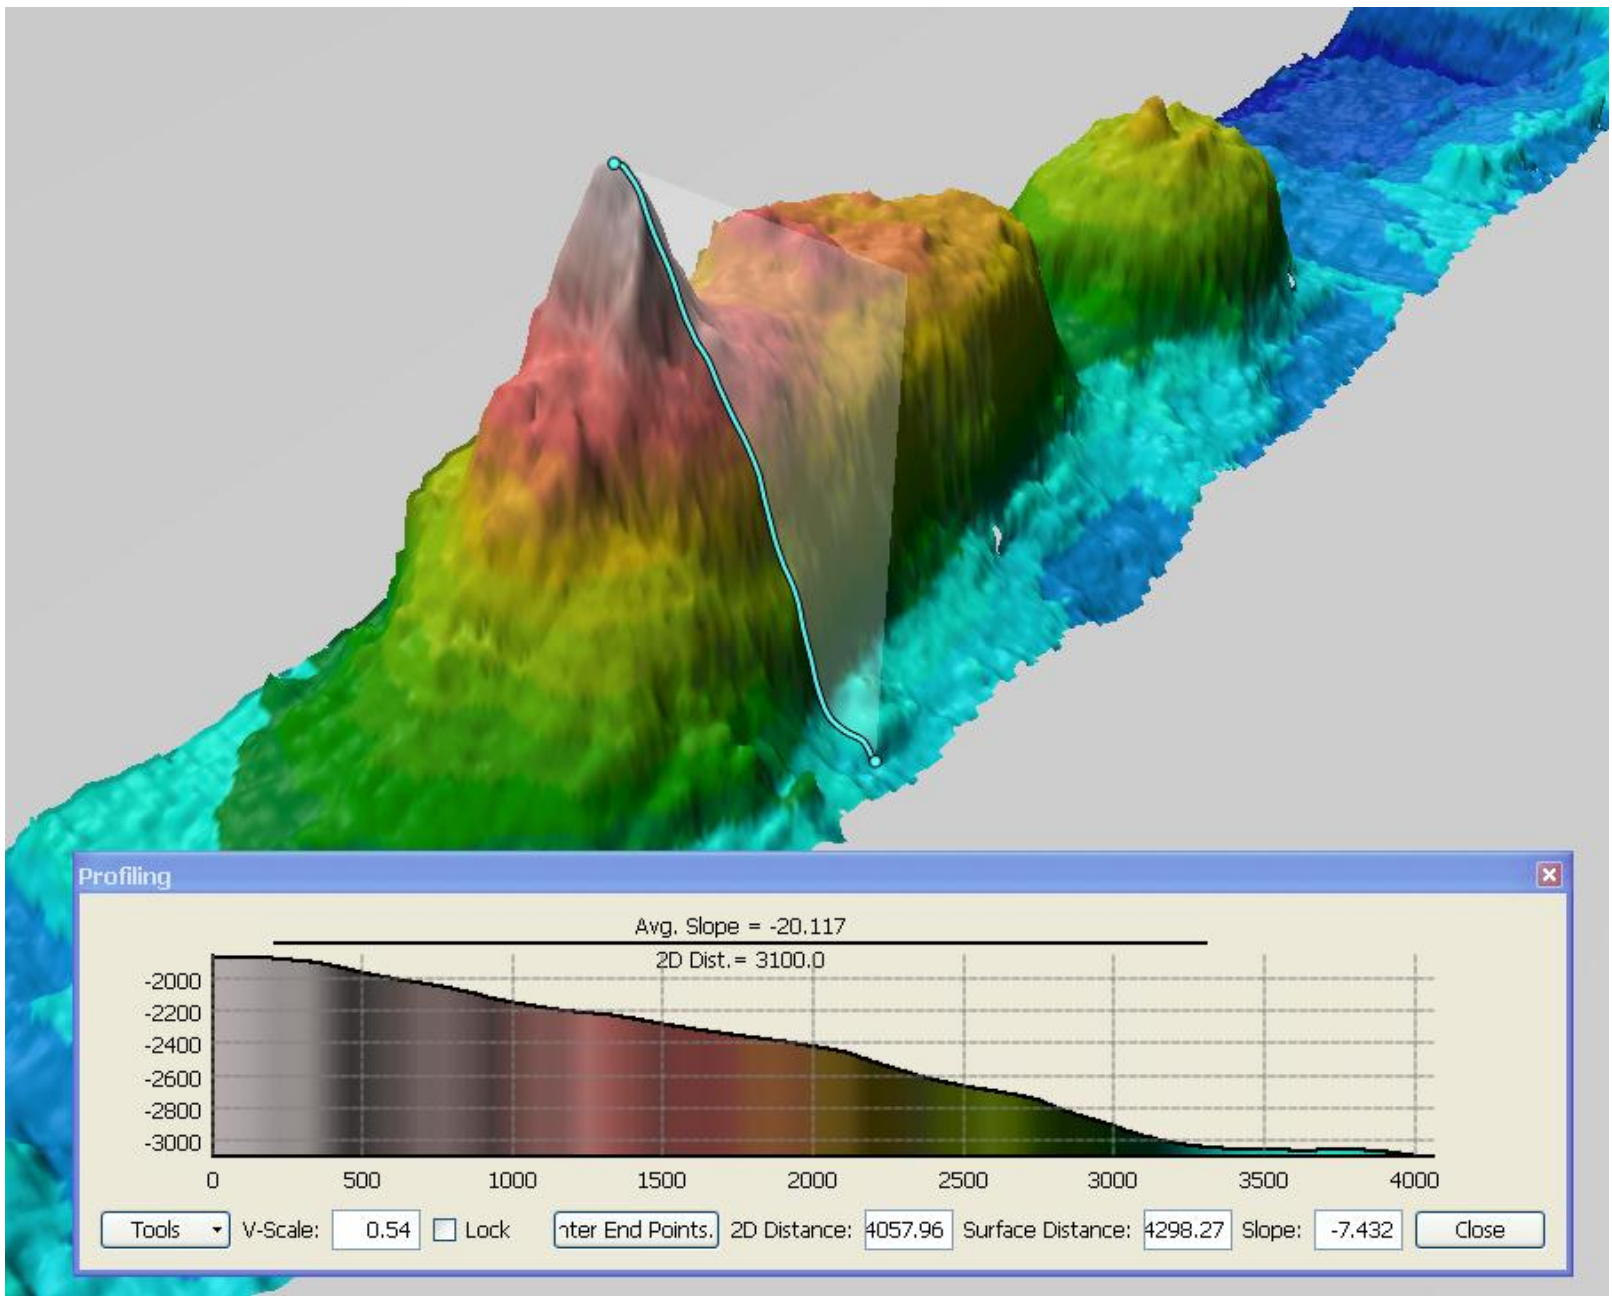 Profiling
Avg. Slope = -20.117
2D Dist.= 3100.0
-2000
-2200
-2400
-2600
-2800
-3000
0 500 1000 1500 2000 2500 3000 3500 4000
Tools V-Scale: 0.54 Lock nter End Points. 2D Distance: 4057.96 Surface Distance: 4298.27 Slope: -7.432 Close